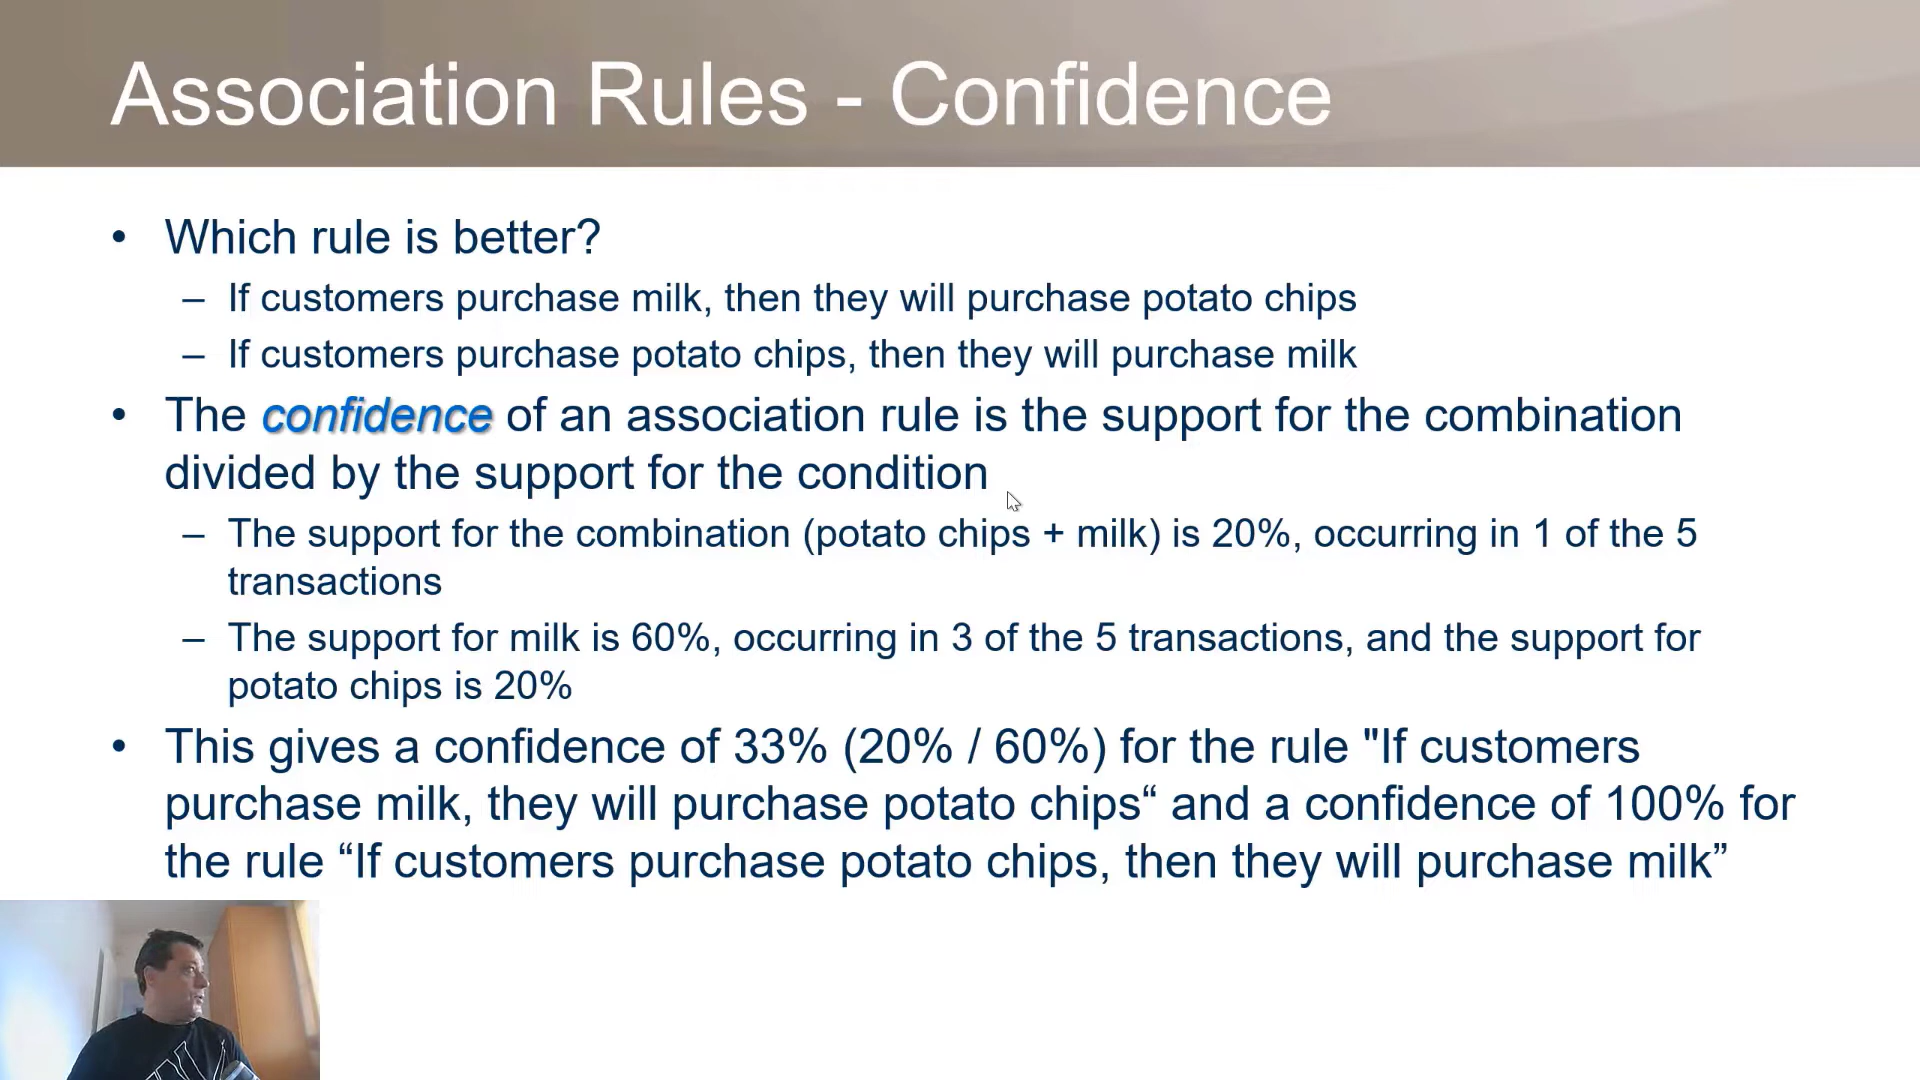 Association Rules - Confidence
• Which rule is better?
– If customers purchase milk, then they will purchase potato chips
– If customers purchase potato chips, then they will purchase milk
• The confidence of an association rule is the support for the combination
divided by the support for the condition
– The support for the combination (potato chips + milk) is 20%, occurring in 1 of the 5
transactions
– The support for milk is 60%, occurring in 3 of the 5 transactions, and the support for
potato chips is 20%
• This gives a confidence of 33% (20% / 60%) for the rule "If customers
purchase milk, they will purchase potato chips“ and a confidence of 100% for
the rule “If customers purchase potato chips, then they will purchase milk”